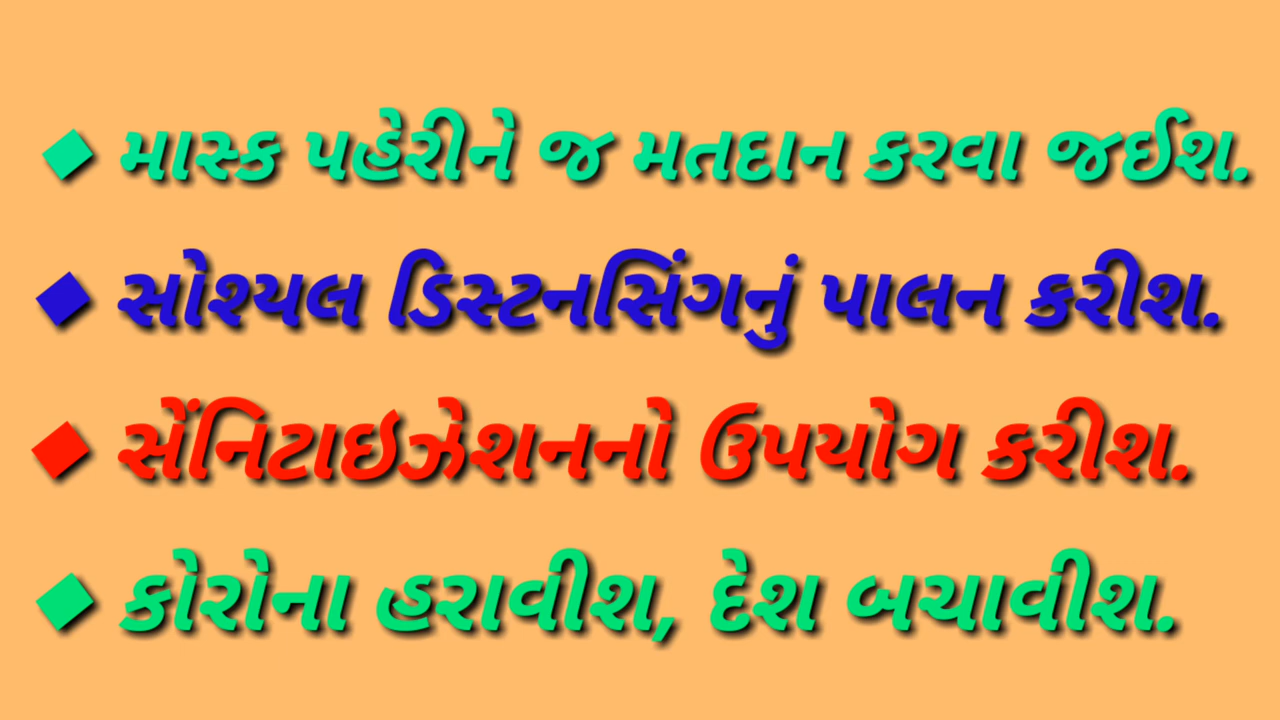 ◆ માસ્ક પહેરીને જ મતદાન કરવા જઈશ.
◆ સોશ્યલ ડિસ્ટનસિંગનું પાલન કરીશ.
◆ સેંનિટાઇઝેશનનો ઉપયોગ કરીશ.
◆ કોરોના હરાવીશ, દેશ બચાવીશ.